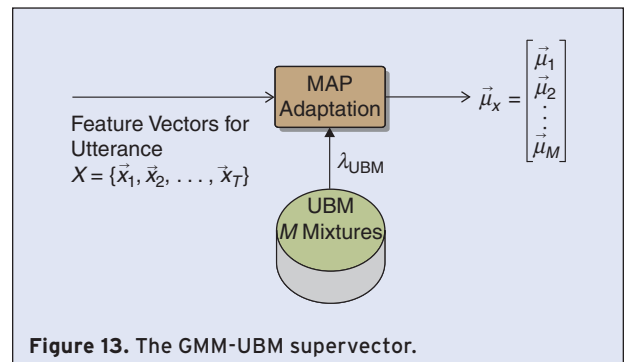 MAP
Adaptation
Feature Vectors for
Utterance
X = {x⃗₁, x⃗₂, . . . , x⃗_T}
μ⃗ₓ = [μ⃗₁
μ⃗₂
⋮
μ⃗_M]
λ_UBM
UBM
M Mixtures
Figure 13. The GMM-UBM supervector.